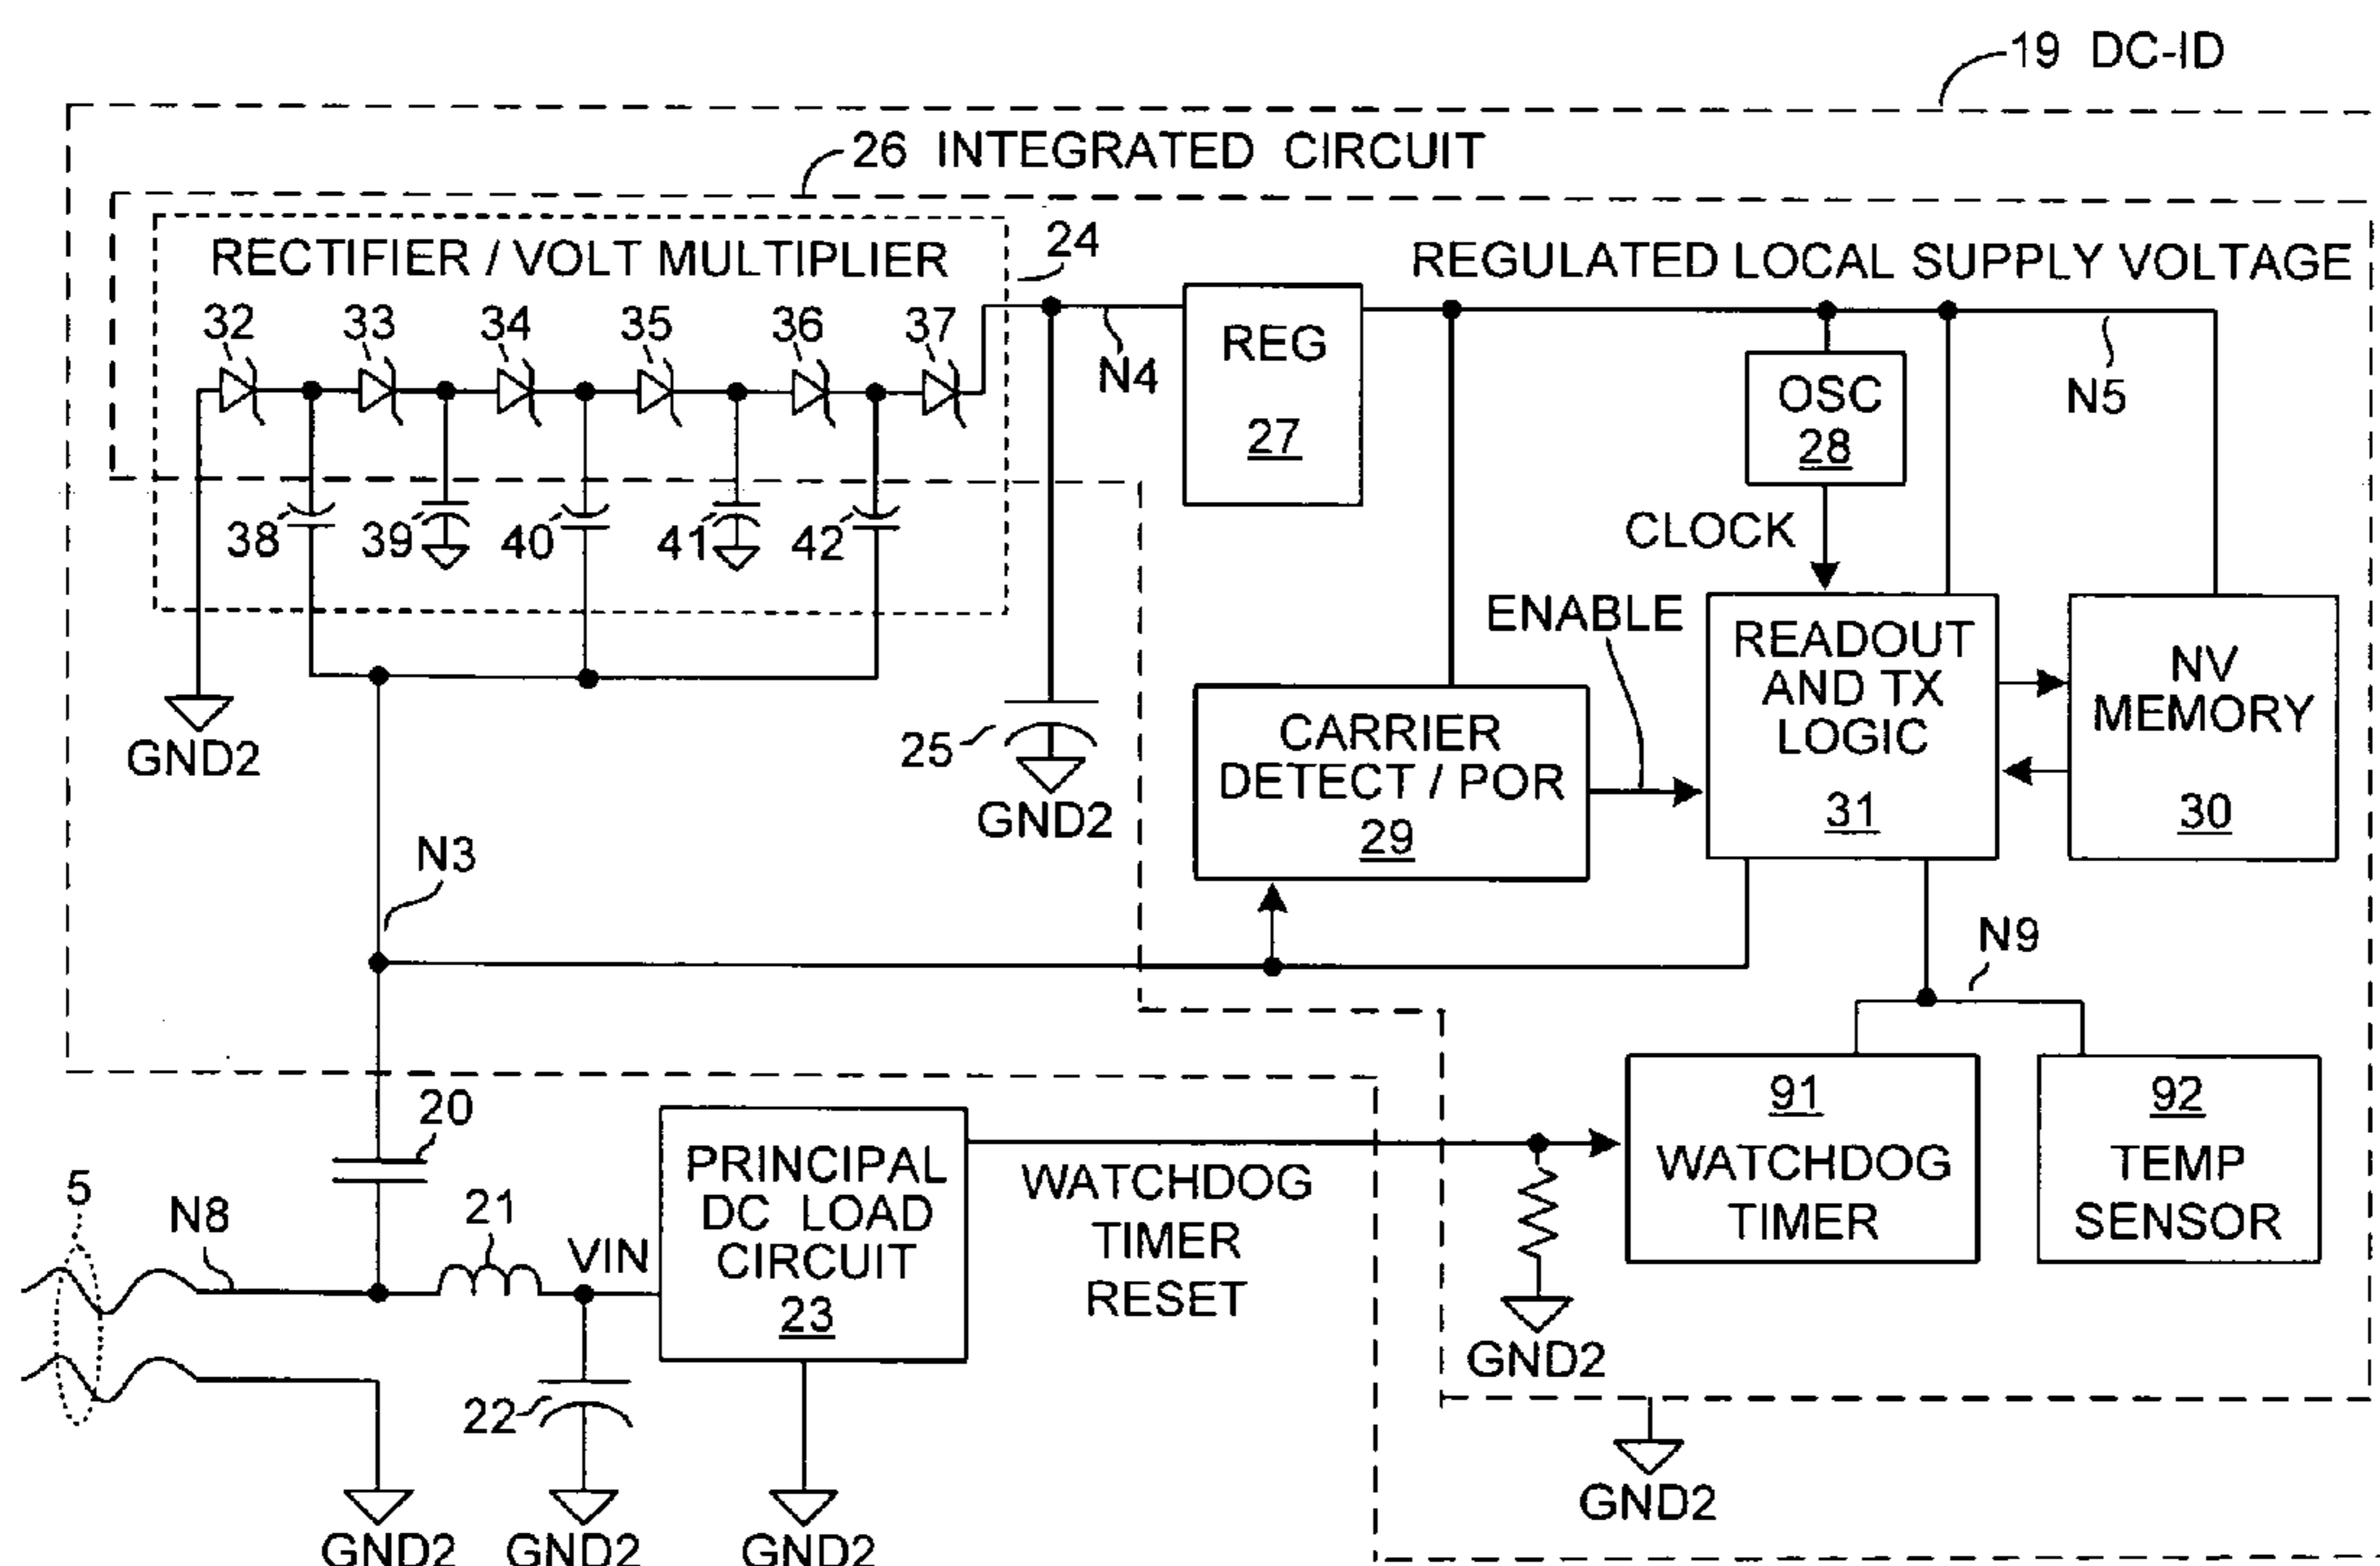 19 DC-ID
26 INTEGRATED CIRCUIT
24
RECTIFIER / VOLT MULTIPLIER
REGULATED LOCAL SUPPLY VOLTAGE
32 33 34 35 36 37
N4
REG
27
OSC
28
N5
38 39 40 41 42
CLOCK
ENABLE
READOUT
AND TX
LOGIC
31
NV
MEMORY
30
GND2
25
GND2
CARRIER
DETECT / POR
29
N3
N9
20
5
N8
21
VIN
PRINCIPAL
DC LOAD
CIRCUIT
23
WATCHDOG
TIMER
RESET
91
WATCHDOG
TIMER
92
TEMP
SENSOR
GND2
22
GND2
GND2
GND2
GND2